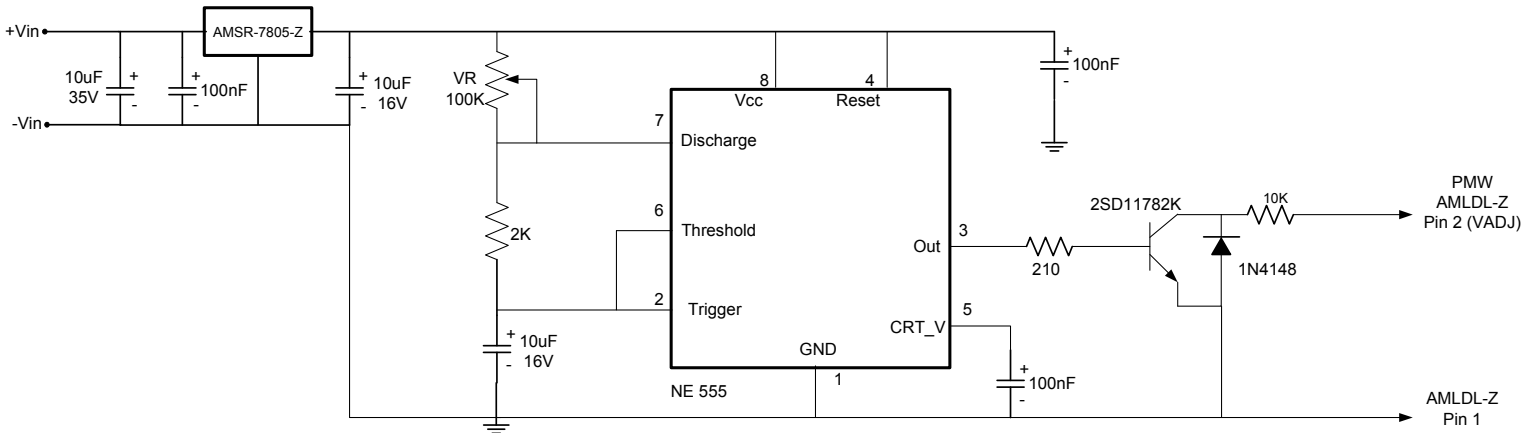 +Vin
AMSR-7805-Z
10uF
35V
+
-
+
100nF
-
+
10uF
16V
-
-Vin
VR
100K
2K
+
10uF
16V
-
8
Vcc
4
Reset
7
Discharge
6
Threshold
2
Trigger
3
Out
5
CRT_V
GND
1
NE 555
+
100nF
-
+
100nF
-
210
2SD11782K
1N4148
10K
PMW
AMLDL-Z
Pin 2 (VADJ)
AMLDL-Z
Pin 1